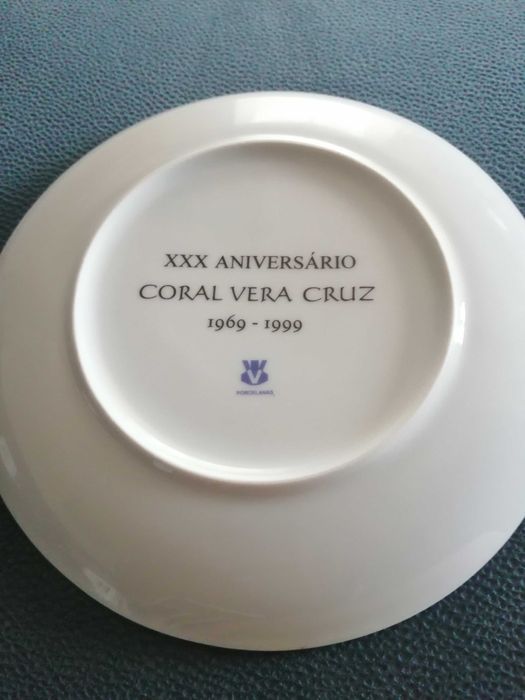 XXX ANIVERSÁRIO
CORAL VERA CRUZ
1969 - 1999
PORCELANAS